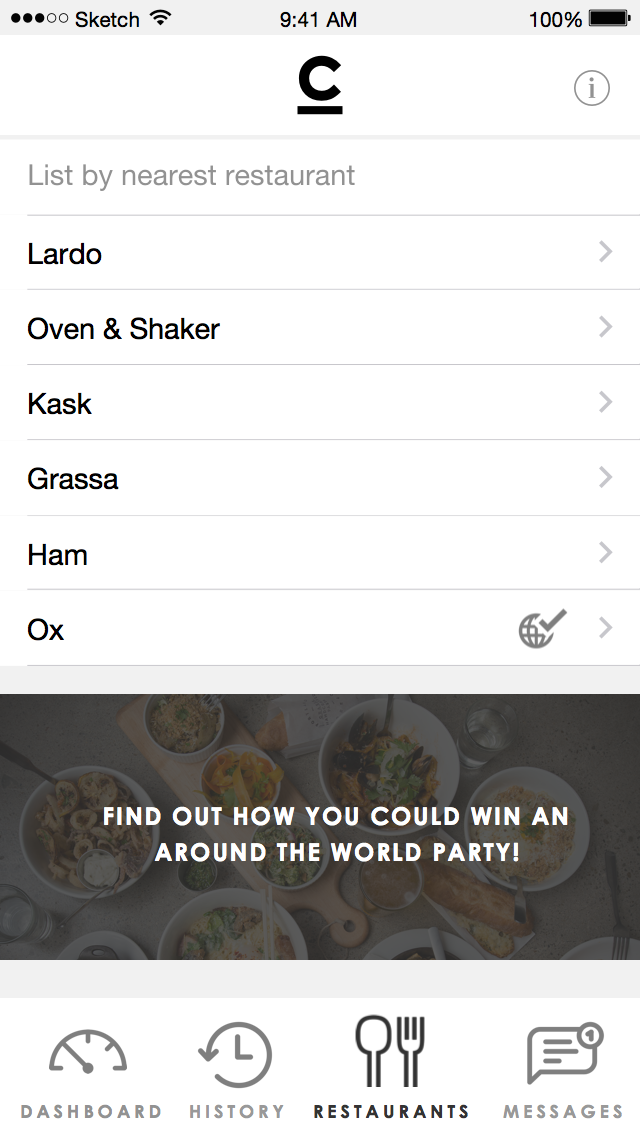 Sketch 9:41 AM 100%
C
i
List by nearest restaurant
Lardo
Oven & Shaker
Kask
Grassa
Ham
Ox
FIND OUT HOW YOU COULD WIN AN
AROUND THE WORLD PARTY!
1
DASHBOARD HISTORY RESTAURANTS MESSAGES